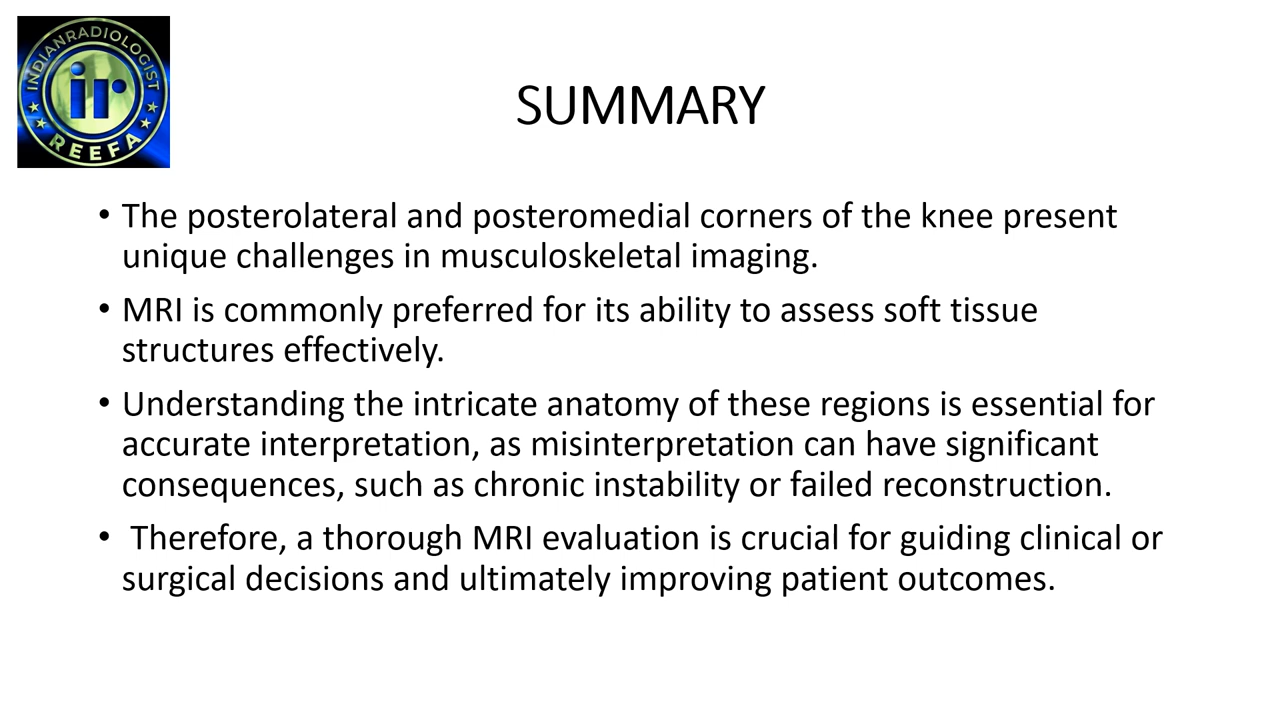 INDIANRADIOLOGIST
ir
REEFA
SUMMARY
• The posterolateral and posteromedial corners of the knee present
unique challenges in musculoskeletal imaging.
• MRI is commonly preferred for its ability to assess soft tissue
structures effectively.
• Understanding the intricate anatomy of these regions is essential for
accurate interpretation, as misinterpretation can have significant
consequences, such as chronic instability or failed reconstruction.
• Therefore, a thorough MRI evaluation is crucial for guiding clinical or
surgical decisions and ultimately improving patient outcomes.